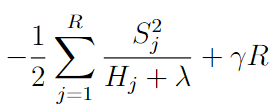 $-\frac{1}{2} \sum_{j=1}^{R} \frac{S_j^2}{H_j + \lambda} + \gamma R$